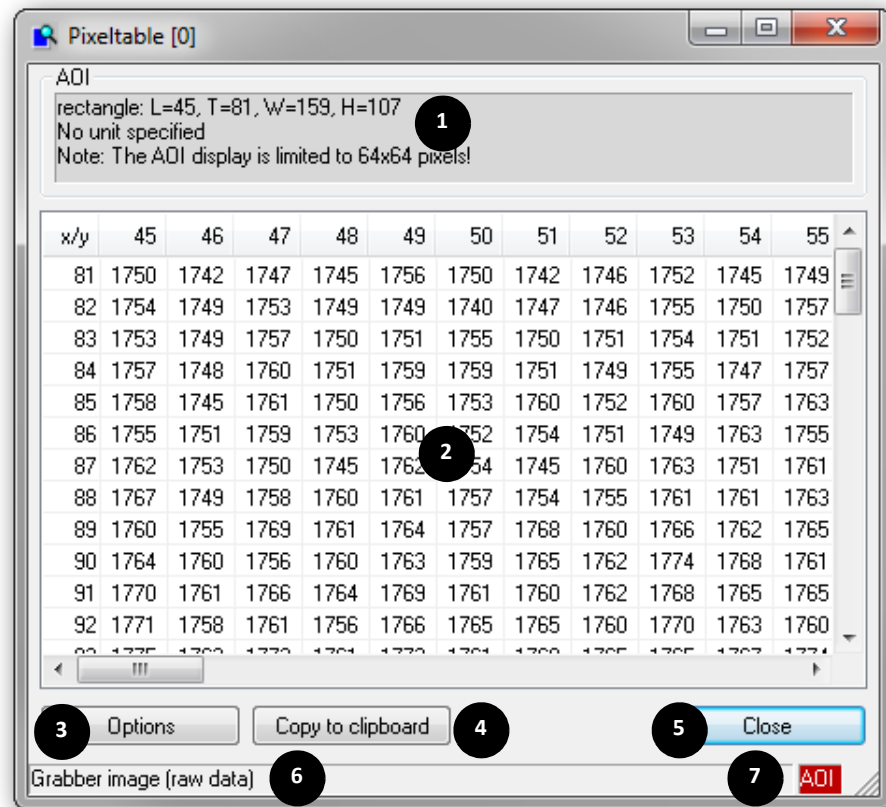 Pixeltable [0]
AOI
rectangle: L=45, T=81, W=159, H=107
1
No unit specified
Note: The AOI display is limited to 64x64 pixels!
x/y 45 46 47 48 49 50 51 52 53 54 55
81 1750 1742 1747 1745 1756 1750 1742 1746 1752 1745 1749
82 1754 1749 1753 1749 1749 1740 1747 1746 1755 1750 1757
83 1753 1749 1757 1750 1751 1755 1750 1751 1754 1751 1752
84 1757 1748 1760 1751 1759 1759 1751 1749 1755 1747 1757
85 1758 1745 1761 1750 1756 1753 1760 1752 1760 1757 1763
86 1755 1751 1759 1753 1760 1752 1754 1751 1749 1763 1755
2
87 1762 1753 1750 1745 1762 54 1745 1760 1763 1751 1761
88 1767 1749 1758 1760 1761 1757 1754 1755 1761 1761 1763
89 1760 1755 1769 1761 1764 1757 1768 1760 1766 1762 1765
90 1764 1760 1756 1760 1763 1759 1765 1762 1774 1768 1761
91 1770 1761 1766 1764 1769 1761 1760 1762 1768 1765 1765
92 1771 1758 1761 1756 1766 1765 1765 1760 1770 1763 1760
3 Options Copy to clipboard 4 5 Close
Grabber image (raw data) 6 7 AOI